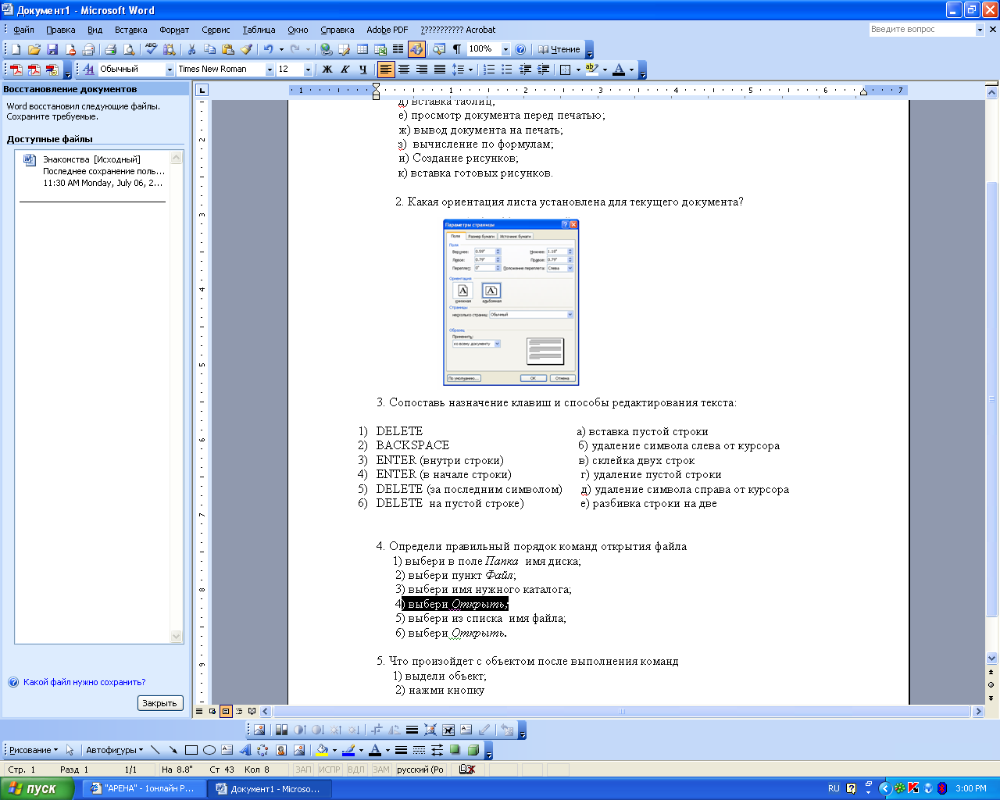 Документ1 - Microsoft Word
Файл Правка Вид Вставка Формат Сервис Таблица Окно Справка Adobe PDF ??????????? Acrobat Введите вопрос
100% Чтение
Обычный Times New Roman 12 Ж К Ч
Восстановление документов
Word восстановил следующие файлы.
Сохраните требуемые.
Доступные файлы
Знакомства [Исходный]
Последнее сохранение поль...
11:30 AM Monday, July 06, 2...
Какой файл нужно сохранить?
Закрыть
д) вставка таблиц;
е) просмотр документа перед печатью;
ж) вывод документа на печать;
з) вычисление по формулам;
и) Создание рисунков;
к) вставка готовых рисунков.
2. Какая ориентация листа установлена для текущего документа?
Параметры страницы
Поля Размер бумаги Источник бумаги
Поля
Верхнее: 0.59" Нижнее: 1.18"
Левое: 0.79" Правое: 0.79"
Переплет: 0" Положение переплета: Слева
Ориентация
книжная альбомная
Страницы
несколько страниц: Обычный
Образец
Применить:
ко всему документу
По умолчанию... ОК Отмена
3. Сопоставь назначение клавиш и способы редактирования текста:
1) DELETE а) вставка пустой строки
2) BACKSPACE б) удаление символа слева от курсора
3) ENTER (внутри строки) в) склейка двух строк
4) ENTER (в начале строки) г) удаление пустой строки
5) DELETE (за последним символом) д) удаление символа справа от курсора
6) DELETE на пустой строке) е) разбивка строки на две
4. Определи правильный порядок команд открытия файла
1) выбери в поле Папка имя диска;
2) выбери пункт Файл;
3) выбери имя нужного каталога;
4) выбери Открыть;
5) выбери из списка имя файла;
6) выбери Открыть.
5. Что произойдет с объектом после выполнения команд
1) выдели объект;
2) нажми кнопку
Рисование Автофигуры
Стр. 1 Разд 1 1/1 На 8.8" Ст 43 Кол 8 ЗАП ИСПР ВДЛ ЗАМ русский (Ро
пуск "АРЕНА" - 1онлайн Р... Документ1 - Microso... RU 3:00 PM